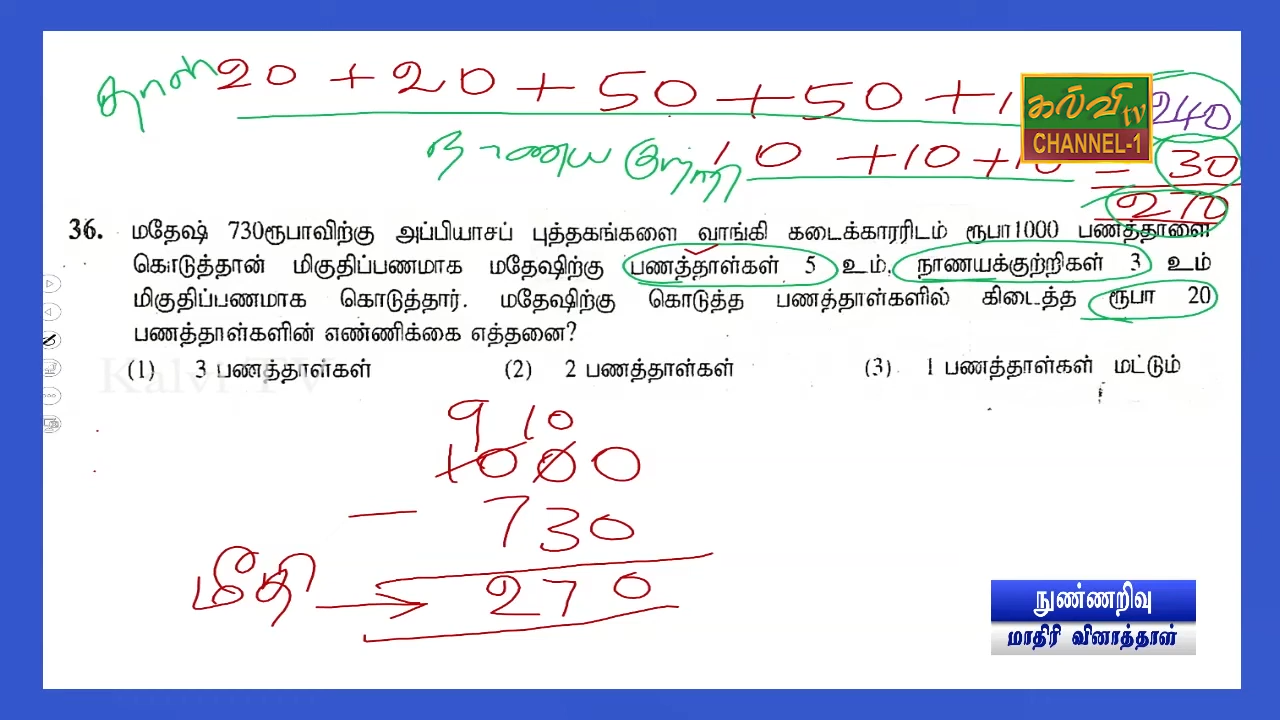 தாள் 20 + 20 + 50 + 50 + 1 240
கல்வி tv
CHANNEL-1
நாணய குற்றி 10 + 10 + 10 = 30
270
36. மதேஷ் 730ரூபாவிற்கு அப்பியாசப் புத்தகங்களை வாங்கி கடைக்காரரிடம் ரூபா1000 பணத்தாளை
கொடுத்தான் மிகுதிப்பணமாக மதேஷிற்கு பணத்தாள்கள் 5 உம், நாணயக்குற்றிகள் 3 உம்
மிகுதிப்பணமாக கொடுத்தார். மதேஷிற்கு கொடுத்த பணத்தாள்களில் கிடைத்த ரூபா 20
பணத்தாள்களின் எண்ணிக்கை எத்தனை?
(1) 3 பணத்தாள்கள் (2) 2 பணத்தாள்கள் (3) 1 பணத்தாள்கள் மட்டும்
Kalvi TV
9 10
1000
- 730
மீதி → 270
நுண்ணறிவு
மாதிரி வினாத்தாள்